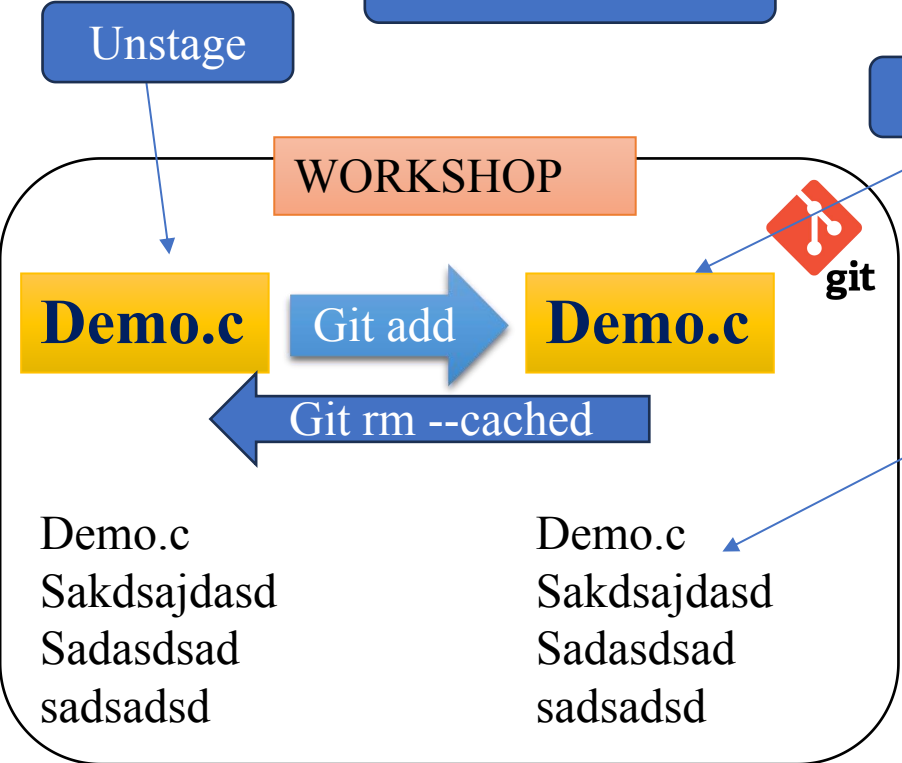 Unstage
WORKSHOP
git
Demo.c
Git add
Demo.c
Git rm --cached
Demo.c
Sakdsajdasd
Sadasdsad
sadsadsd
Demo.c
Sakdsajdasd
Sadasdsad
sadsadsd